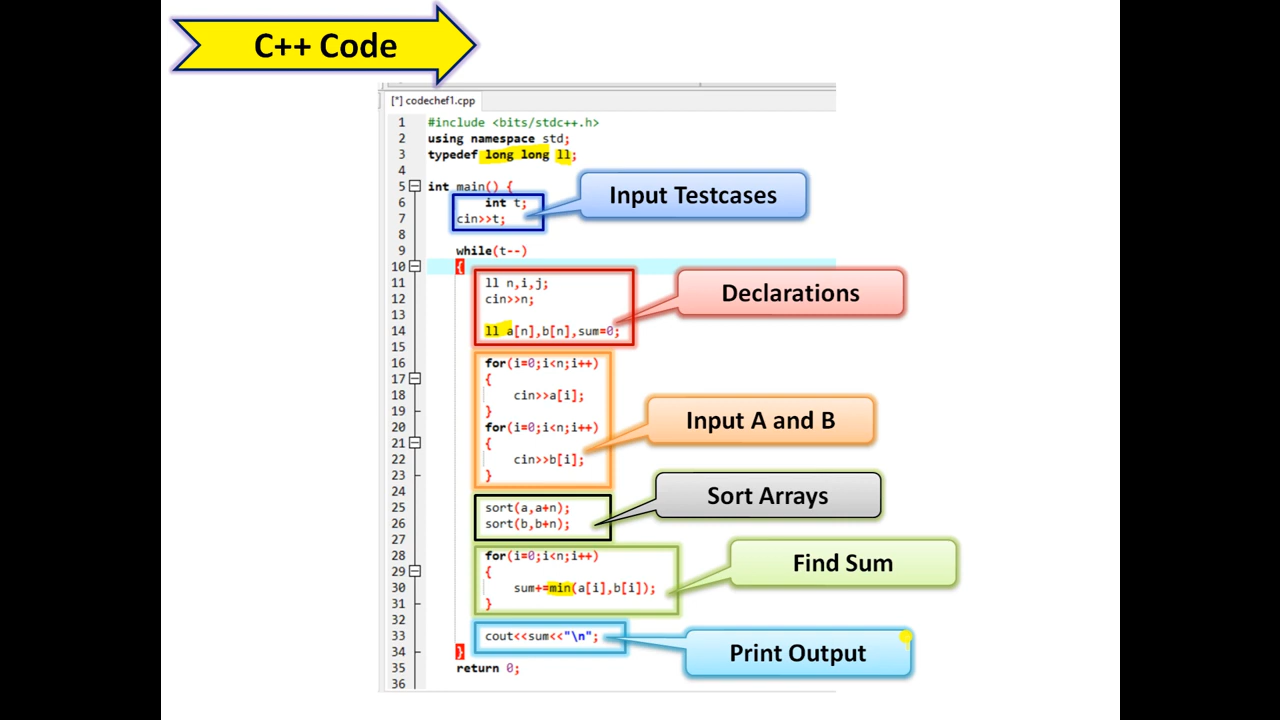 C++ Code
[*] codechef1.cpp
1 #include <bits/stdc++.h>
2 using namespace std;
3 typedef long long ll;
4
5 int main() {
6 int t;
7 cin>>t;
Input Testcases
8
9 while(t--)
10 {
11 ll n,i,j;
12 cin>>n;
Declarations
13
14 ll a[n],b[n],sum=0;
15
16 for(i=0;i<n;i++)
17 {
18 cin>>a[i];
19 }
20 for(i=0;i<n;i++)
Input A and B
21 {
22 cin>>b[i];
23 }
24
Sort Arrays
25 sort(a,a+n);
26 sort(b,b+n);
27
28 for(i=0;i<n;i++)
Find Sum
29 {
30 sum+=min(a[i],b[i]);
31 }
32
33 cout<<sum<<"\n";
Print Output
34 }
35 return 0;
36